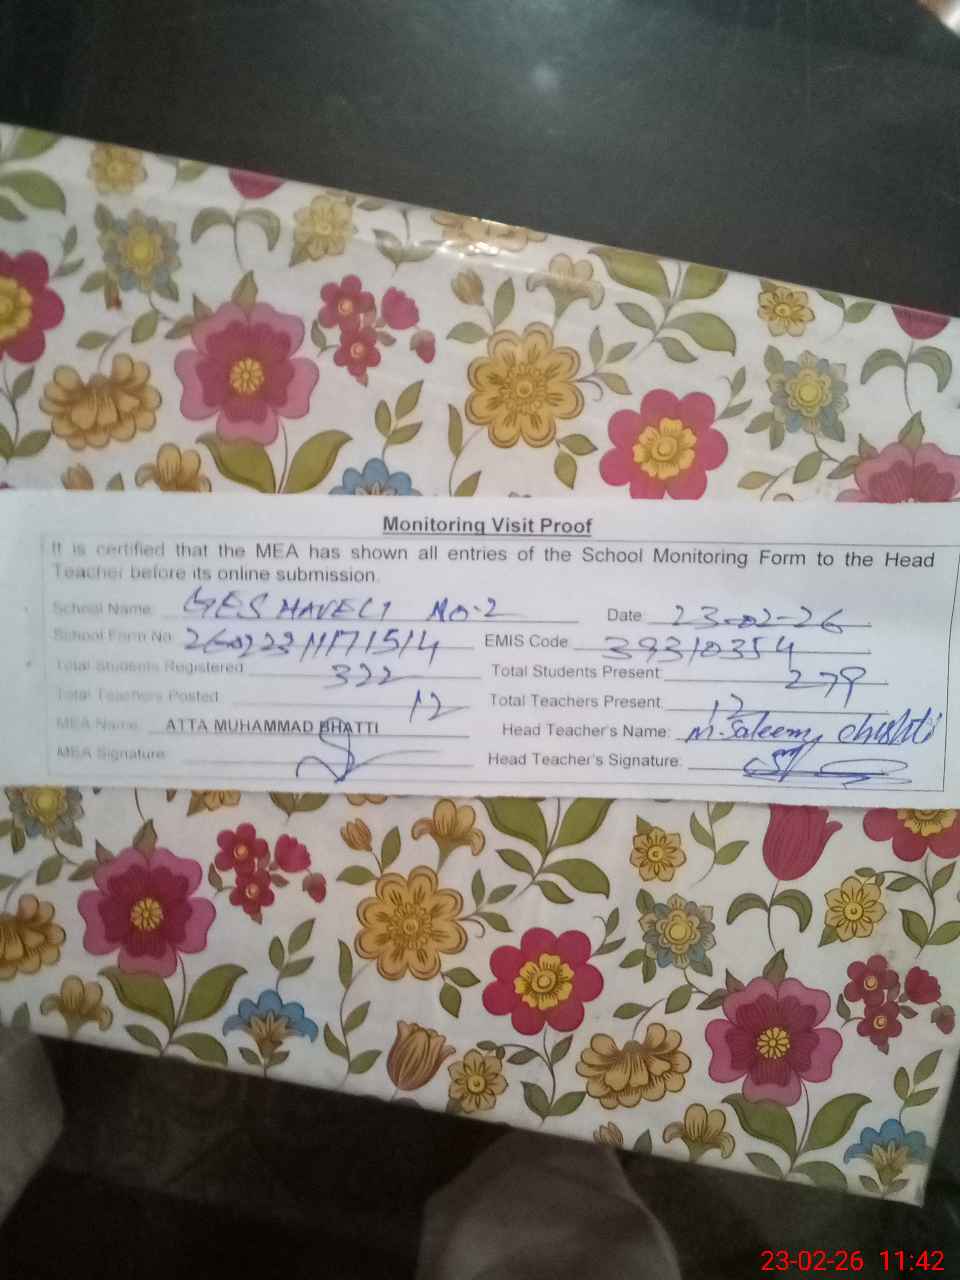 Monitoring Visit Proof
It is certified that the MEA has shown all entries of the School Monitoring Form to the Head
Teacher before its online submission.
School Name: GES HAVELI NO-2 Date 23-02-26
School Form No. EMIS Code 39310354
Total Students Registered 322 Total Students Present 279
Total Teachers Posted 12 Total Teachers Present 12
MEA Name: ATTA MUHAMMAD BHATTI Head Teacher's Name: M. Saleem chishti
MEA Signature: Head Teacher's Signature:
23-02-26 11:42